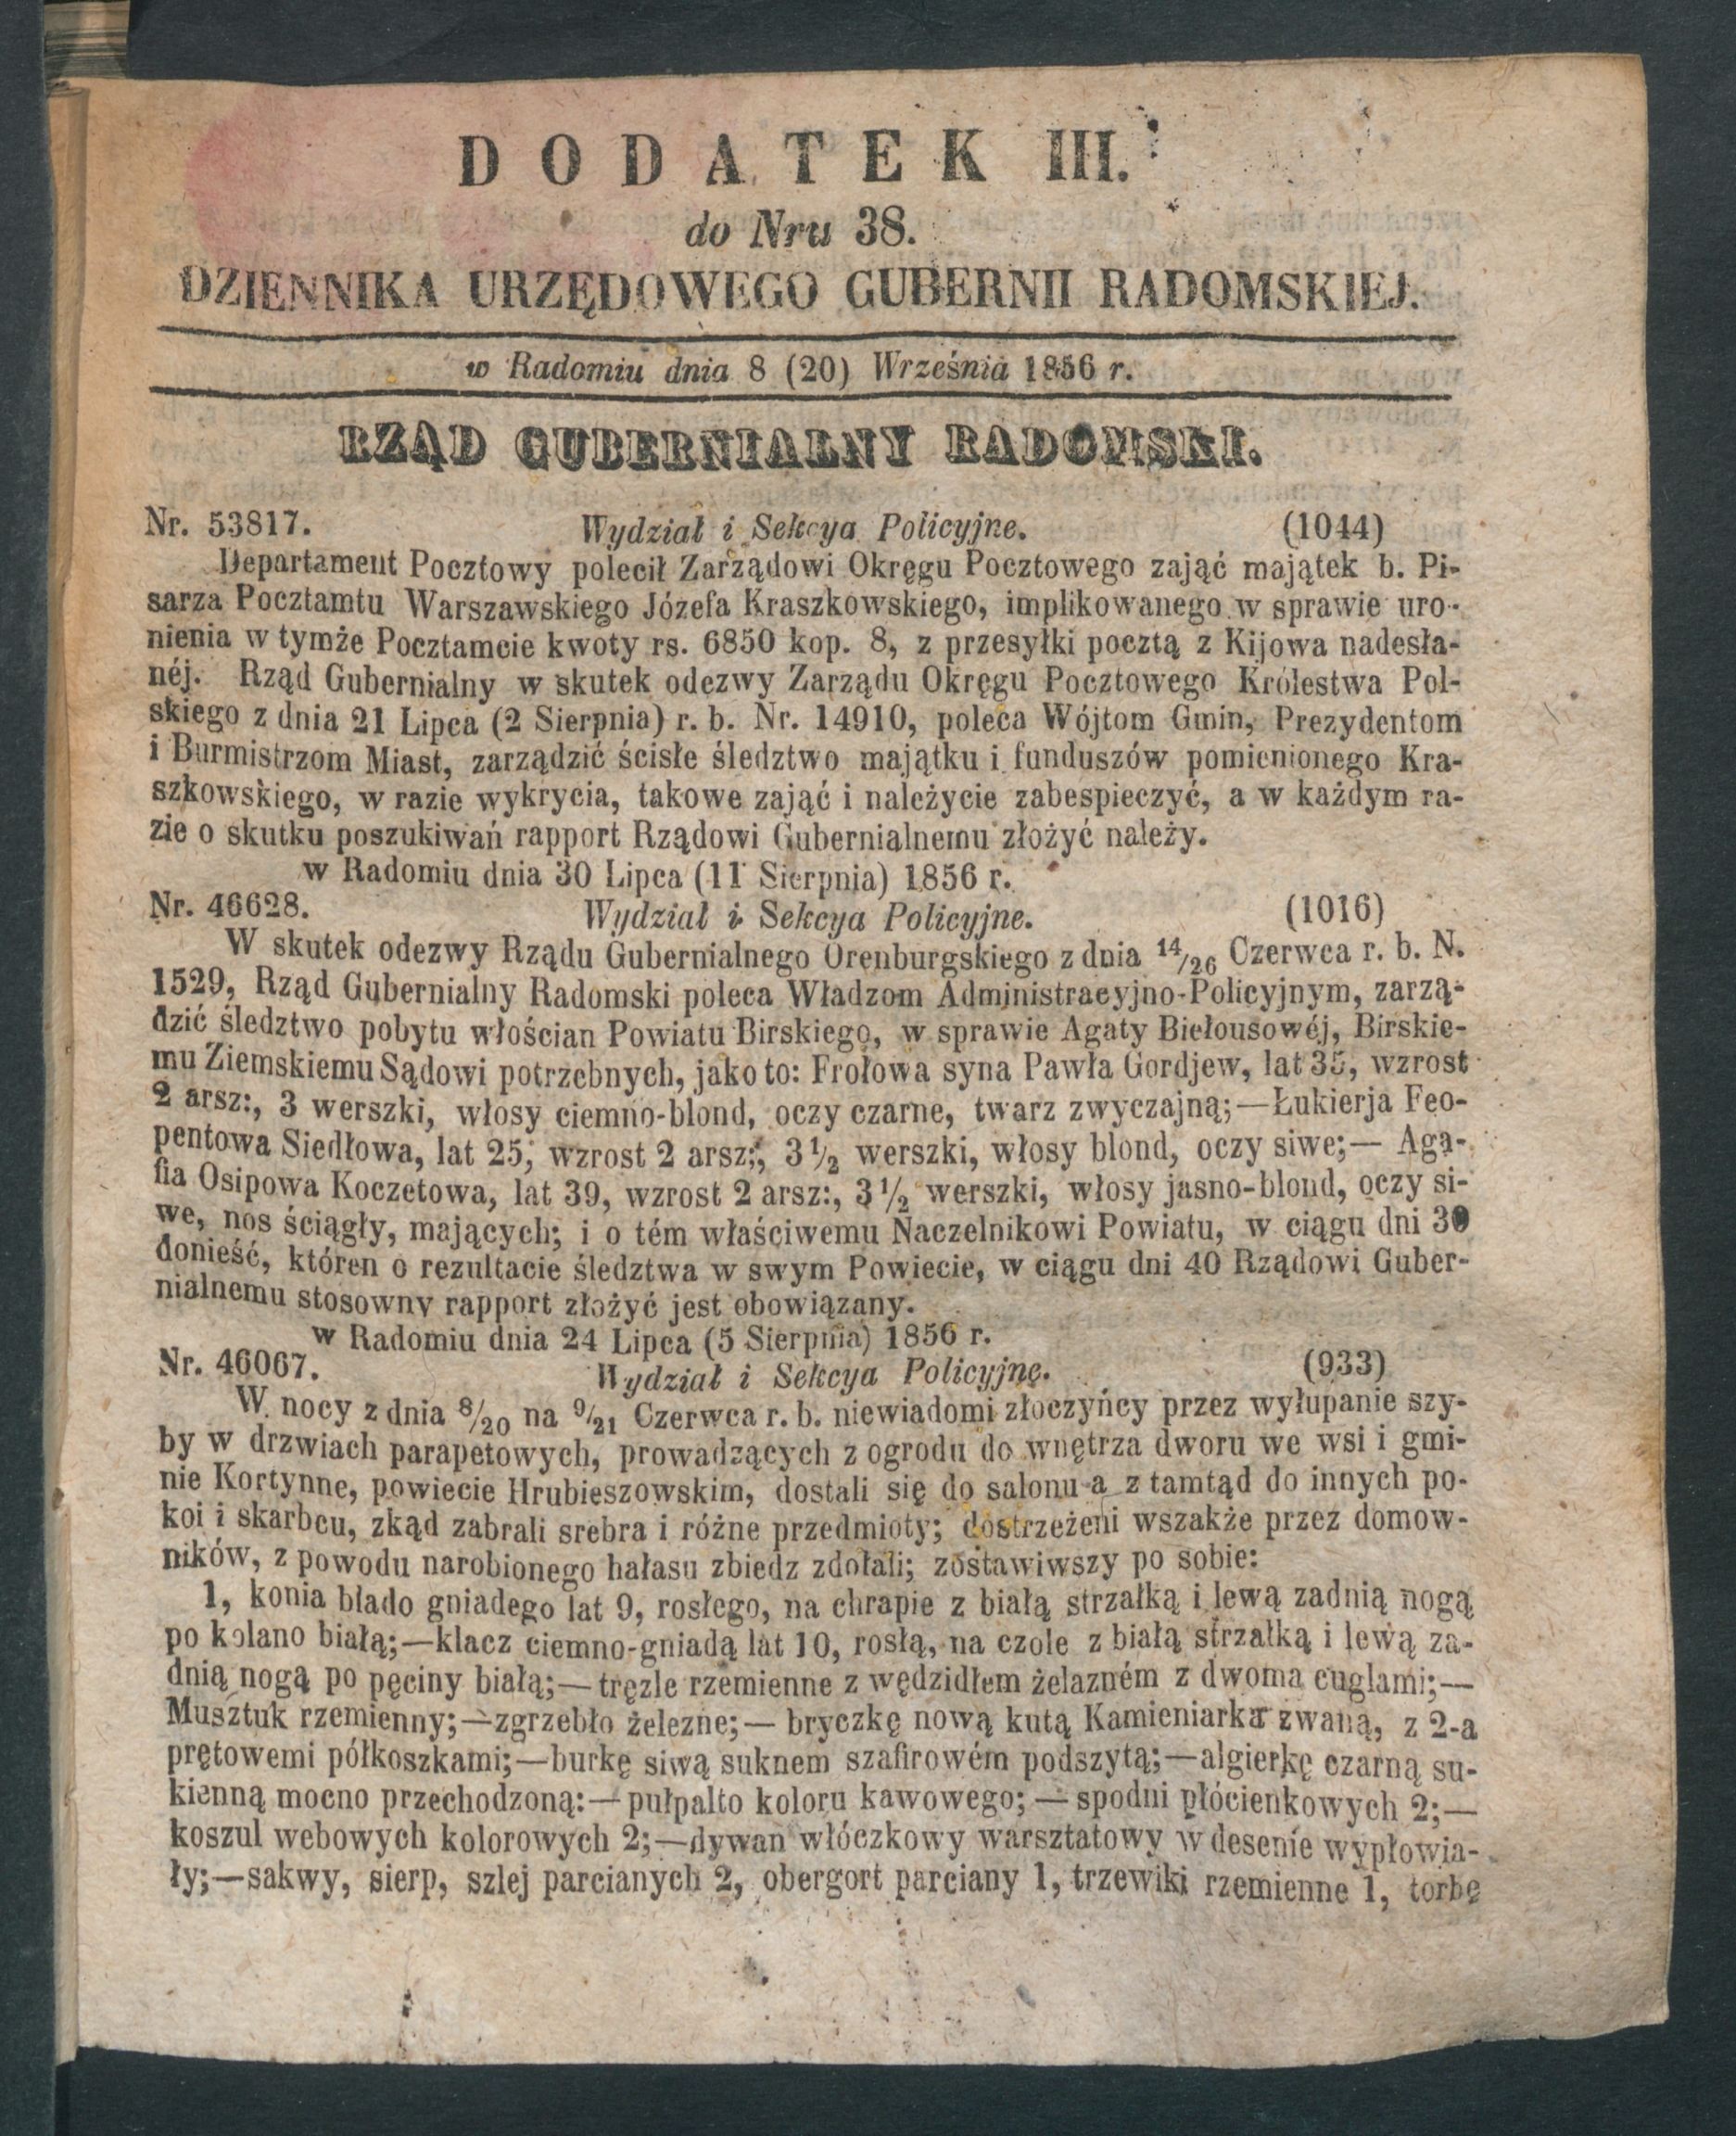 DODATEK III.
do Nru 38.
DZIENNIKA URZĘDOWEGO GUBERNII RADOMSKIEJ.
w Radomiu dnia 8 (20) Września 1856 r.
RZĄD GUBERNIALNY RADOMSKI.
Nr. 53817. Wydział i Sekcya Policyjne. (1044)
Departament Pocztowy polecił Zarządowi Okręgu Pocztowego zająć majątek b. Pi-
sarza Pocztamtu Warszawskiego Józefa Kraszkowskiego, implikowanego w sprawie uro-
nienia w tymże Pocztamcie kwoty rs. 6850 kop. 8, z przesyłki pocztą z Kijowa nadesła-
néj. Rząd Gubernialny w skutek odezwy Zarządu Okręgu Pocztowego Królestwa Pol-
skiego z dnia 21 Lipca (2 Sierpnia) r. b. Nr. 14910, poleca Wójtom Gmin, Prezydentom
i Burmistrzom Miast, zarządzić ścisłe śledztwo majątku i funduszów pomienionego Kra-
szkowskiego, w razie wykrycia, takowe zająć i należycie zabespieczyć, a w każdym ra-
zie o skutku poszukiwań rapport Rządowi Gubernialnemu złożyć należy.
w Radomiu dnia 30 Lipca (11 Sierpnia) 1856 r.
Nr. 46628. Wydział i Sekcya Policyjne. (1016)
W skutek odezwy Rządu Gubernialnego Orenburgskiego z dnia 14/26 Czerwca r. b. N.
1529, Rząd Gubernialny Radomski poleca Władzom Administracyjno-Policyjnym, zarzą-
dzić śledztwo pobytu włościan Powiatu Birskiego, w sprawie Agaty Biełousowéj, Birskie-
mu Ziemskiemu Sądowi potrzebnych, jako to: Frołowa syna Pawła Gordjew, lat 35, wzrost
2 arsz:, 3 werszki, włosy ciemno-blond, oczy czarne, twarz zwyczajną;—Łukierja Feo-
pentowa Siedłowa, lat 25, wzrost 2 arsz:, 3 1/2 werszki, włosy blond, oczy siwe;— Aga-
fia Osipowa Koczetowa, lat 39, wzrost 2 arsz:, 3 1/2 werszki, włosy jasno-blond, oczy si-
we, nos ściągły, mających; i o tém właściwemu Naczelnikowi Powiatu, w ciągu dni 30
donieść, któren o rezultacie śledztwa w swym Powiecie, w ciągu dni 40 Rządowi Guber-
nialnemu stosowny rapport złożyć jest obowiązany.
w Radomiu dnia 24 Lipca (5 Sierpnia) 1856 r.
Nr. 46067. Wydział i Sekcya Policyjne. (933)
W nocy z dnia 8/20 na 9/21 Czerwca r. b. niewiadomi złoczyńcy przez wyłupanie szy-
by w drzwiach parapetowych, prowadzących z ogrodu do wnętrza dworu we wsi i gmi-
nie Kortynne, powiecie Hrubieszowskim, dostali się do salonu a z tamtąd do innych po-
koi i skarbcu, zkąd zabrali srebra i różne przedmioty; dostrzeżeni wszakże przez domow-
ników, z powodu narobionego hałasu zbiedz zdołali; zostawiwszy po sobie:
1, konia blado gniadego lat 9, rosłego, na chrapie z białą strzałką i lewą zadnią nogą
po kolano białą;—klacz ciemno-gniadą lat 10, rosłą, na czole z białą strzałką i lewą za-
dnią nogą po pęciny białą;—tręzle rzemienne z wędzidłem żelazném z dwoma cuglami;—
Musztuk rzemienny;—zgrzebło żelezne;— bryczkę nową kutą Kamieniarka zwaną, z 2-a
prętowemi półkoszkami;—burkę siwą suknem szafirowém podszytą;—algierkę czarną su-
kienną mocno przechodzoną:—pułpalto koloru kawowego;—spodni płócienkowych 2;—
koszul webowych kolorowych 2;—dywan włóczkowy warsztatowy w desenie wypłowia-
ły;—sakwy, sierp, szlej parcianych 2, obergort parciany 1, trzewiki rzemienne 1, torbę